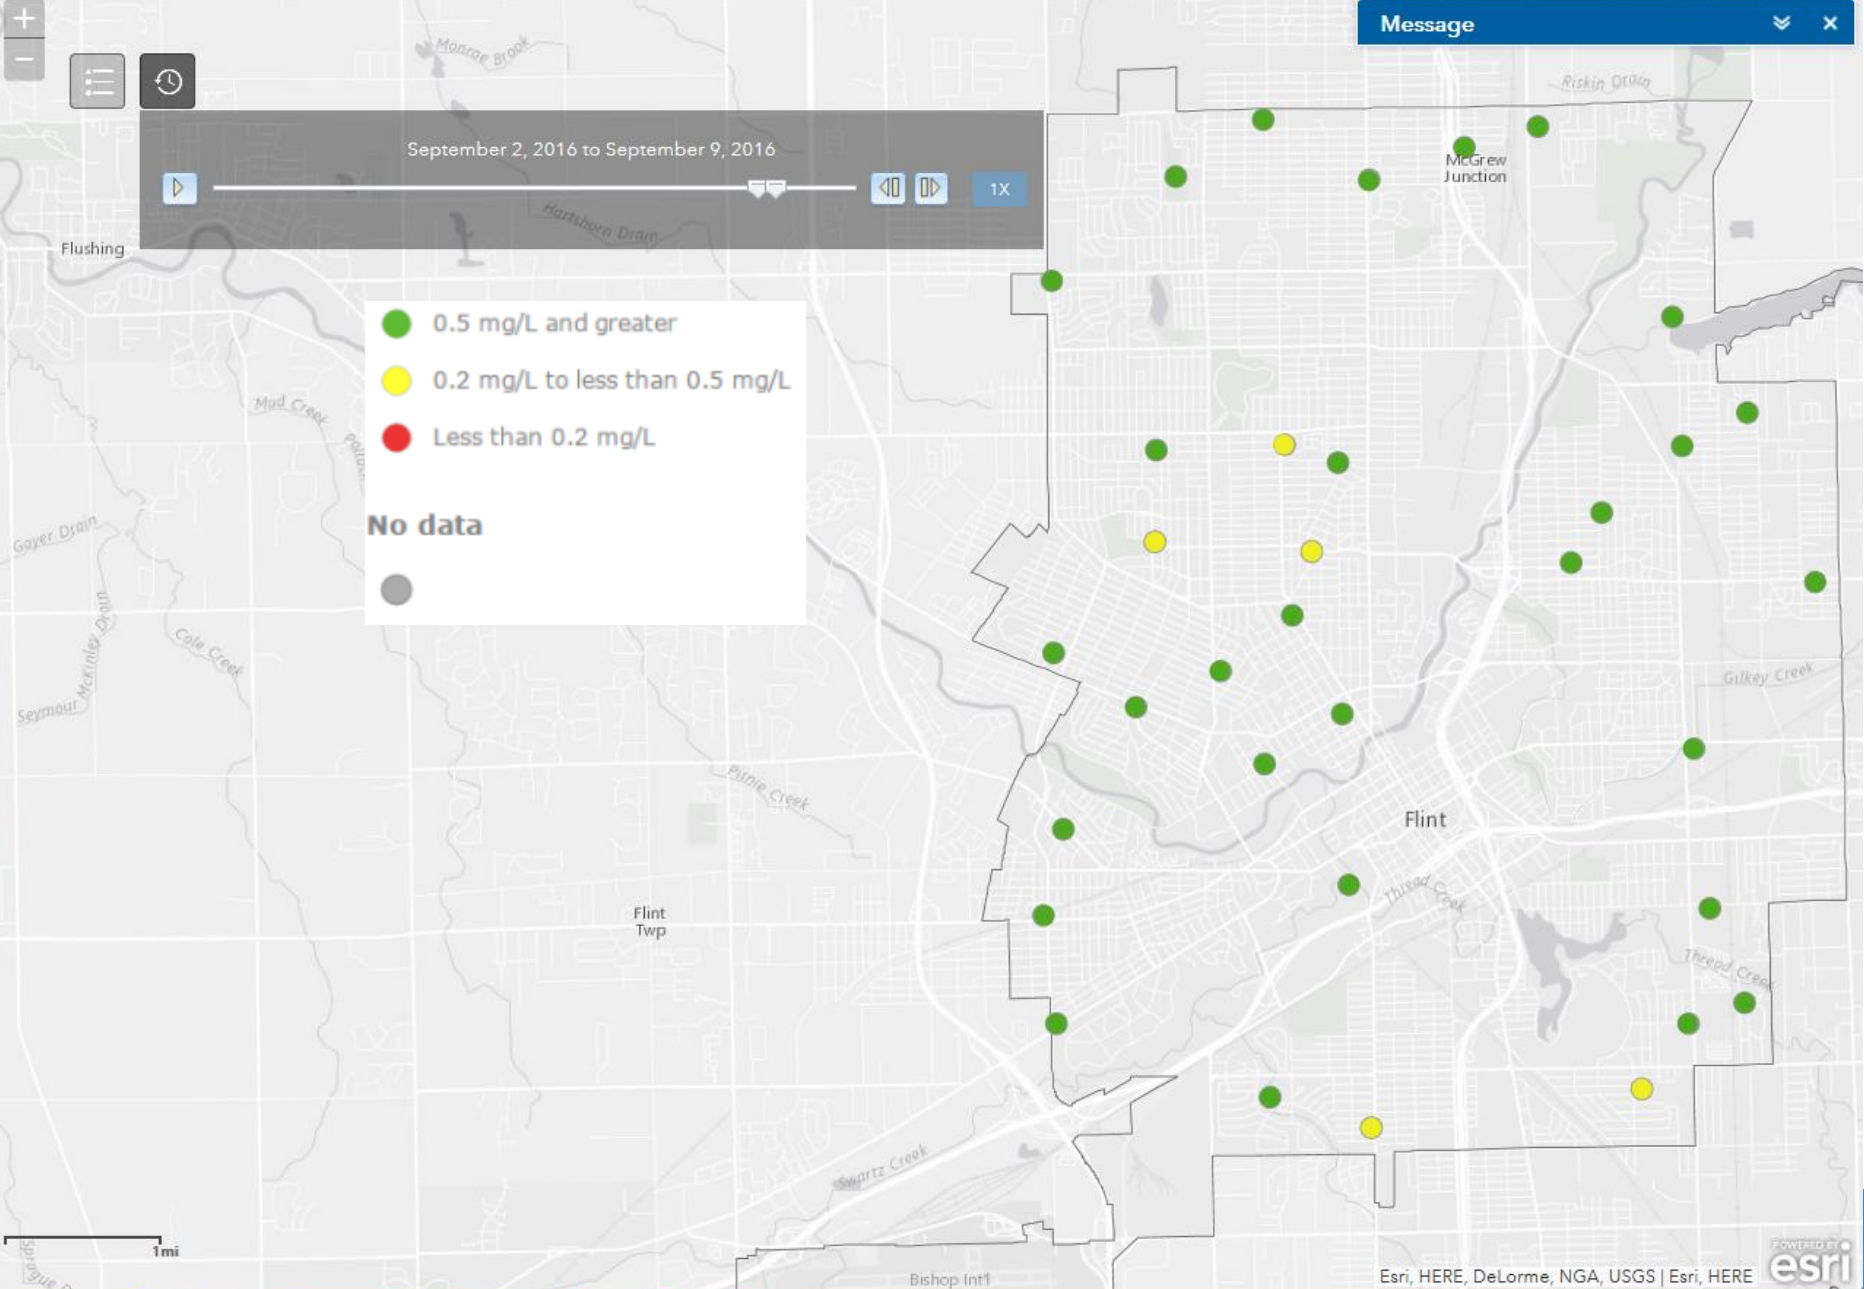 +
−
Message
Monroe Brook
Riskin Drain
September 2, 2016 to September 9, 2016
1X
McGrew
Junction
Hartshorn Drain
Flushing
0.5 mg/L and greater
0.2 mg/L to less than 0.5 mg/L
Less than 0.2 mg/L
Mud Creek
No data
Goyer Drain
McKinley Drain
Cole Creek
Seymour
Gilkey Creek
Pirnie Creek
Flint
Thread Creek
Flint
Twp
Thread Creek
Swartz Creek
1mi
Sprague
Bishop Int'l
POWERED BY
esri
Esri, HERE, DeLorme, NGA, USGS | Esri, HERE